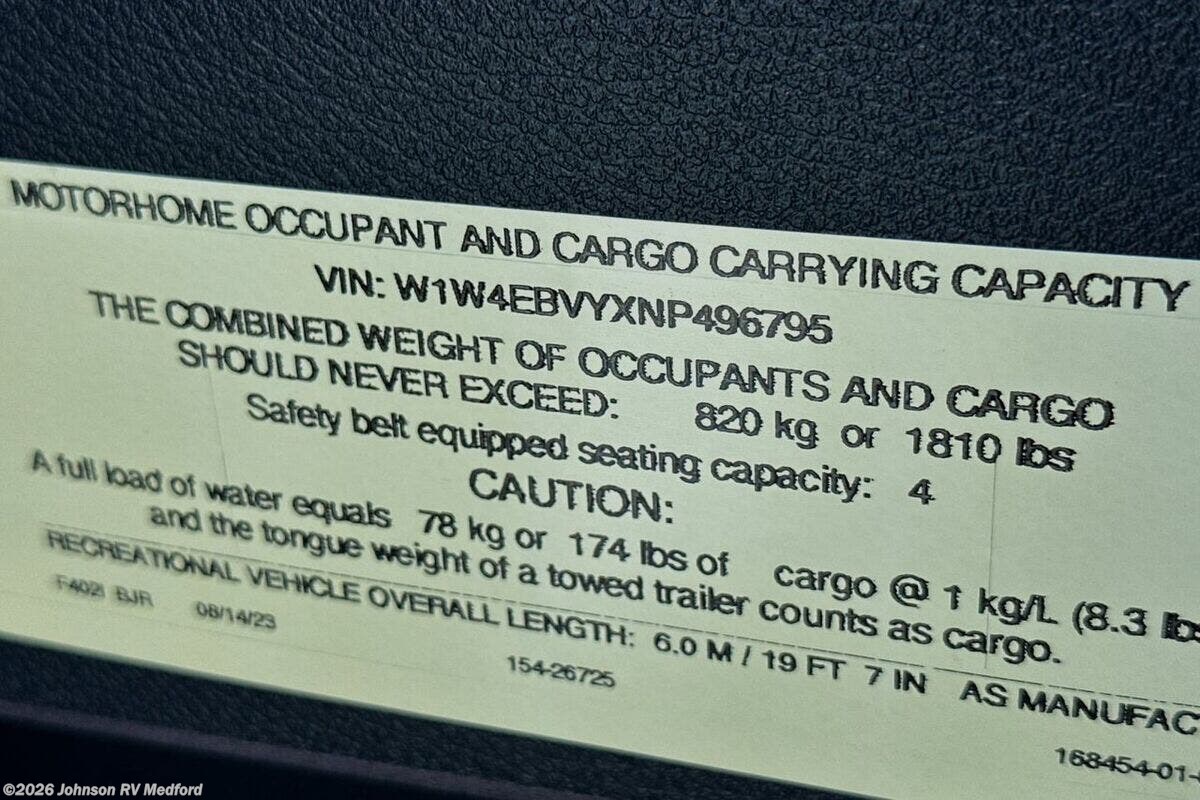 MOTORHOME OCCUPANT AND CARGO CARRYING CAPACITY
VIN: W1W4EBVYXNP496795
THE COMBINED WEIGHT OF OCCUPANTS AND CARGO
SHOULD NEVER EXCEED: 820 kg or 1810 lbs
Safety belt equipped seating capacity: 4
CAUTION:
A full load of water equals 78 kg or 174 lbs of cargo @ 1 kg/L (8.3 lbs
and the tongue weight of a towed trailer counts as cargo.
RECREATIONAL VEHICLE OVERALL LENGTH: 6.0 M / 19 FT 7 IN AS MANUFAC
F402I BJR 08/14/23 154-26725 168454-01-
©2026 Johnson RV Medford